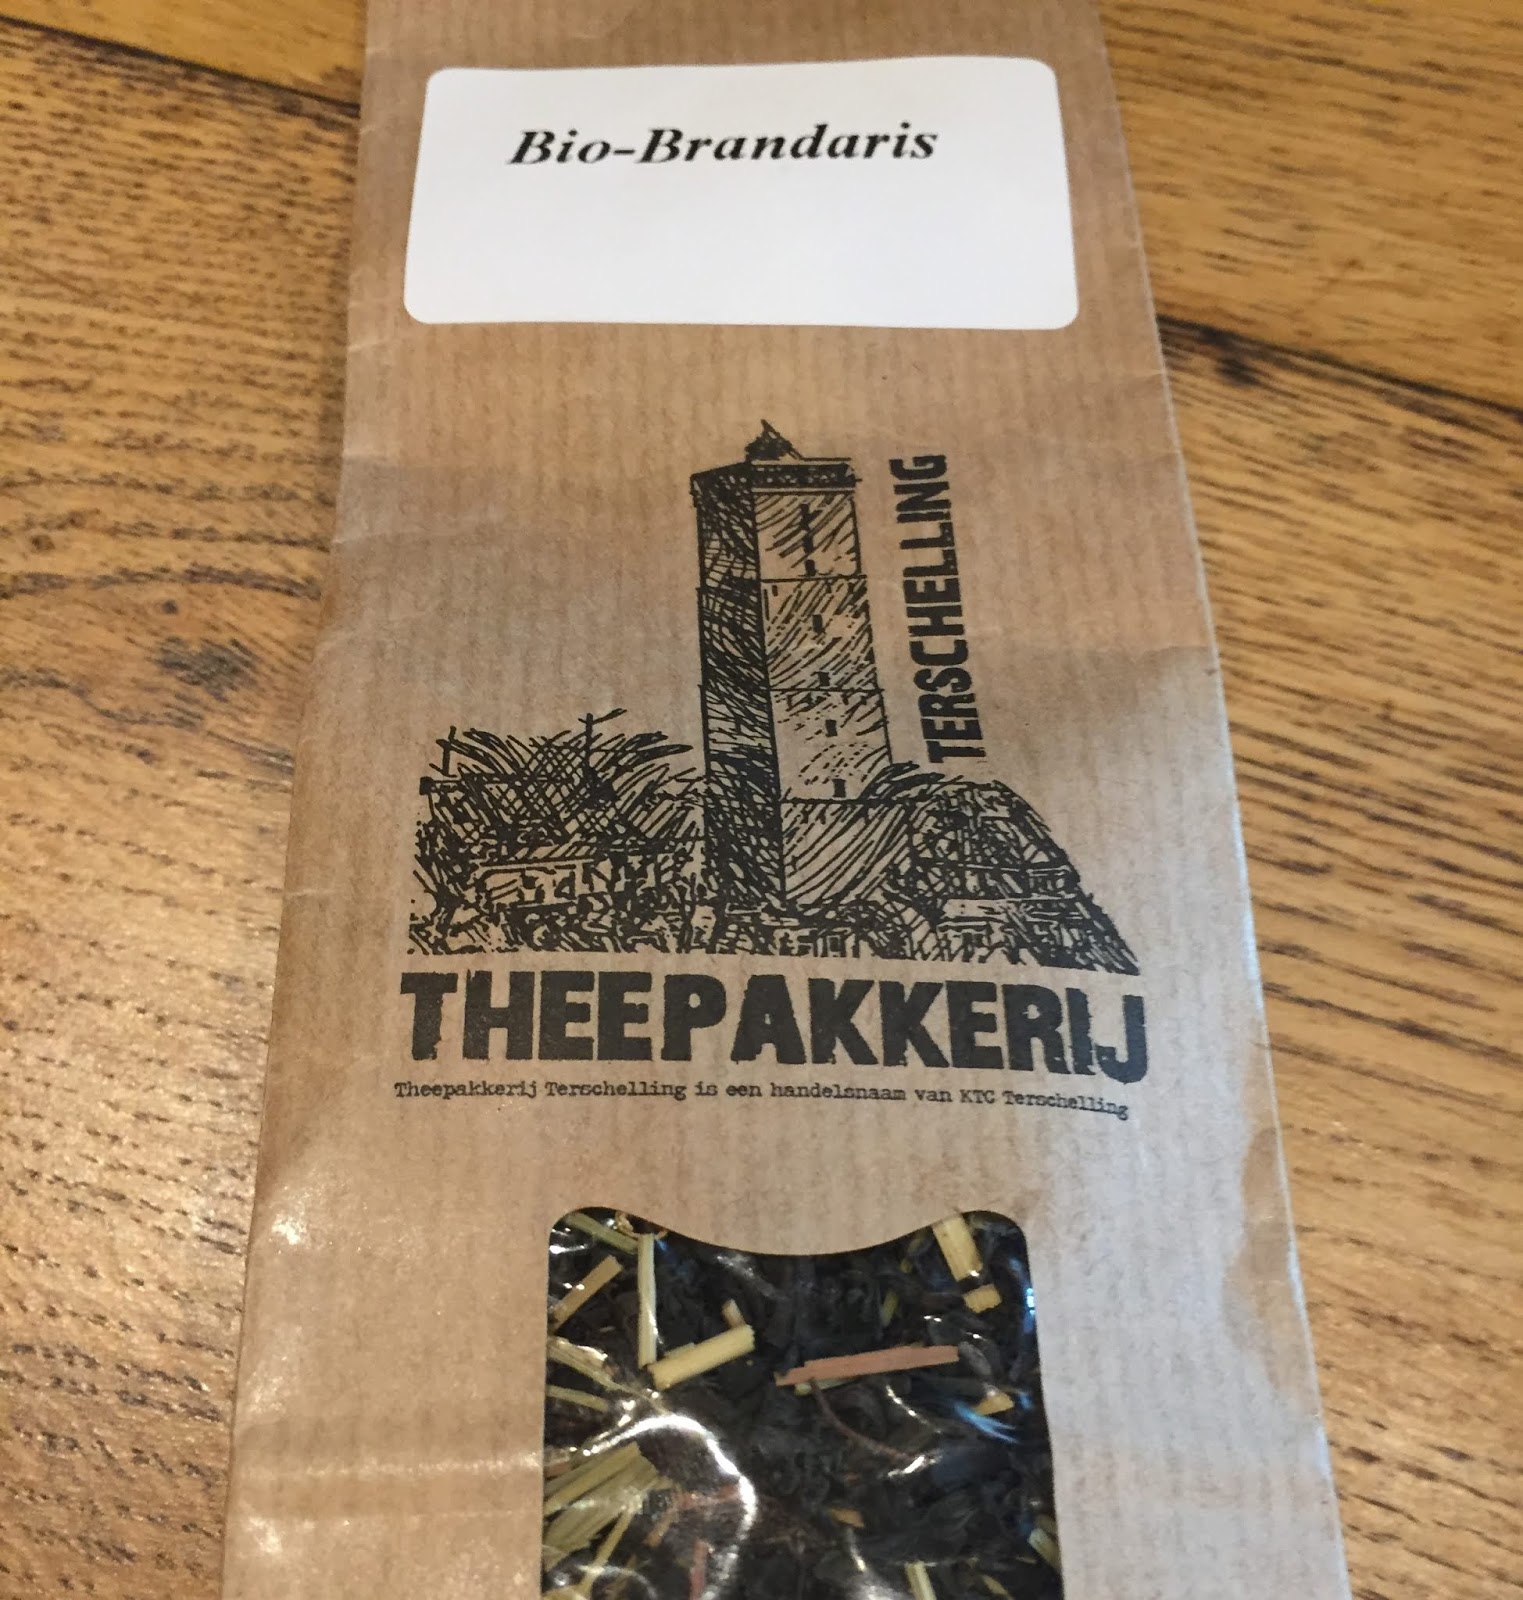 Bio-Brandaris
TERSCHELLING
THEEPAKKERIJ
Theepakkerij Terschelling is een handelsnaam van KTC Terschelling